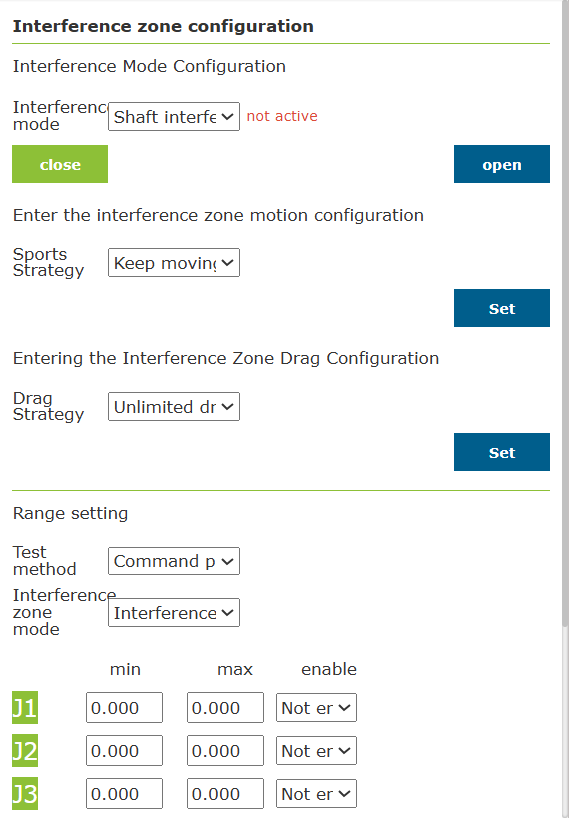 Interference zone configuration
Interference Mode Configuration
Interference
mode
Shaft interfe
not active
close
open
Enter the interference zone motion configuration
Sports
Strategy
Keep moving
Set
Entering the Interference Zone Drag Configuration
Drag
Strategy
Unlimited dr
Set
Range setting
Test
method
Command p
Interference
zone
mode
Interference
min max enable
J1 0.000 0.000 Not er
J2 0.000 0.000 Not er
J3 0.000 0.000 Not er